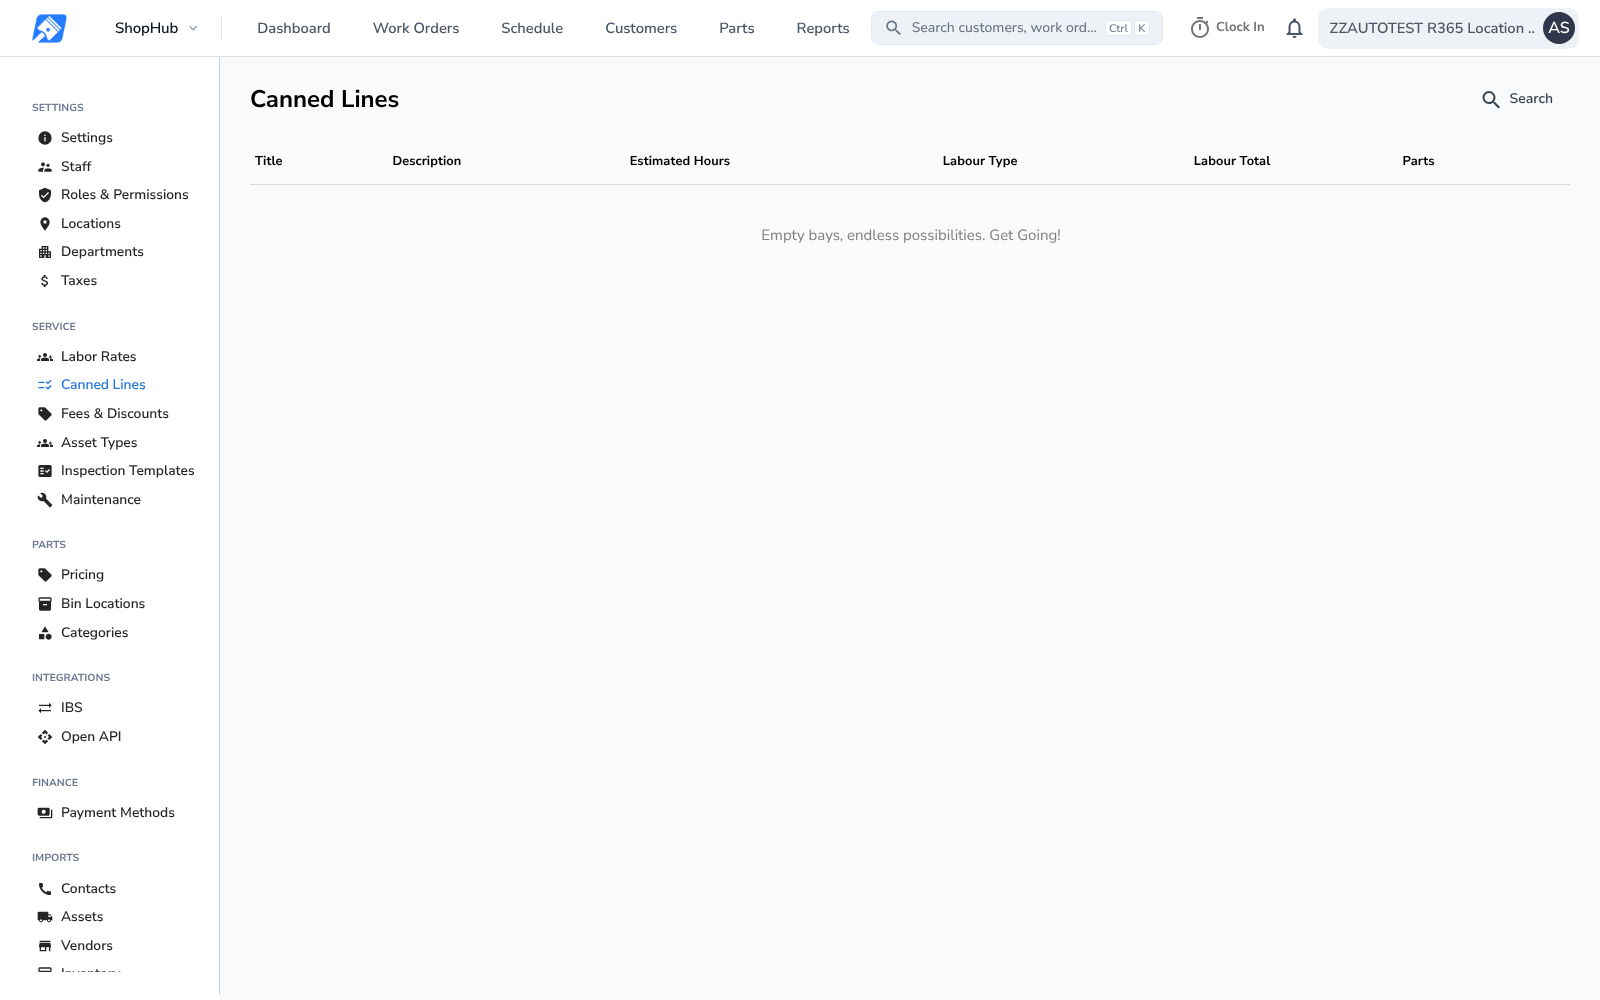 ShopHub
Dashboard
Work Orders
Schedule
Customers
Parts
Reports
Search customers, work ord...
Ctrl
K
Clock In
ZZAUTOTEST R365 Location ..
AS
SETTINGS
Settings
Staff
Roles & Permissions
Locations
Departments
Taxes
SERVICE
Labor Rates
Canned Lines
Fees & Discounts
Asset Types
Inspection Templates
Maintenance
PARTS
Pricing
Bin Locations
Categories
INTEGRATIONS
IBS
Open API
FINANCE
Payment Methods
IMPORTS
Contacts
Assets
Vendors
Inventory
Canned Lines
Search
Title
Description
Estimated Hours
Labour Type
Labour Total
Parts
Empty bays, endless possibilities. Get Going!